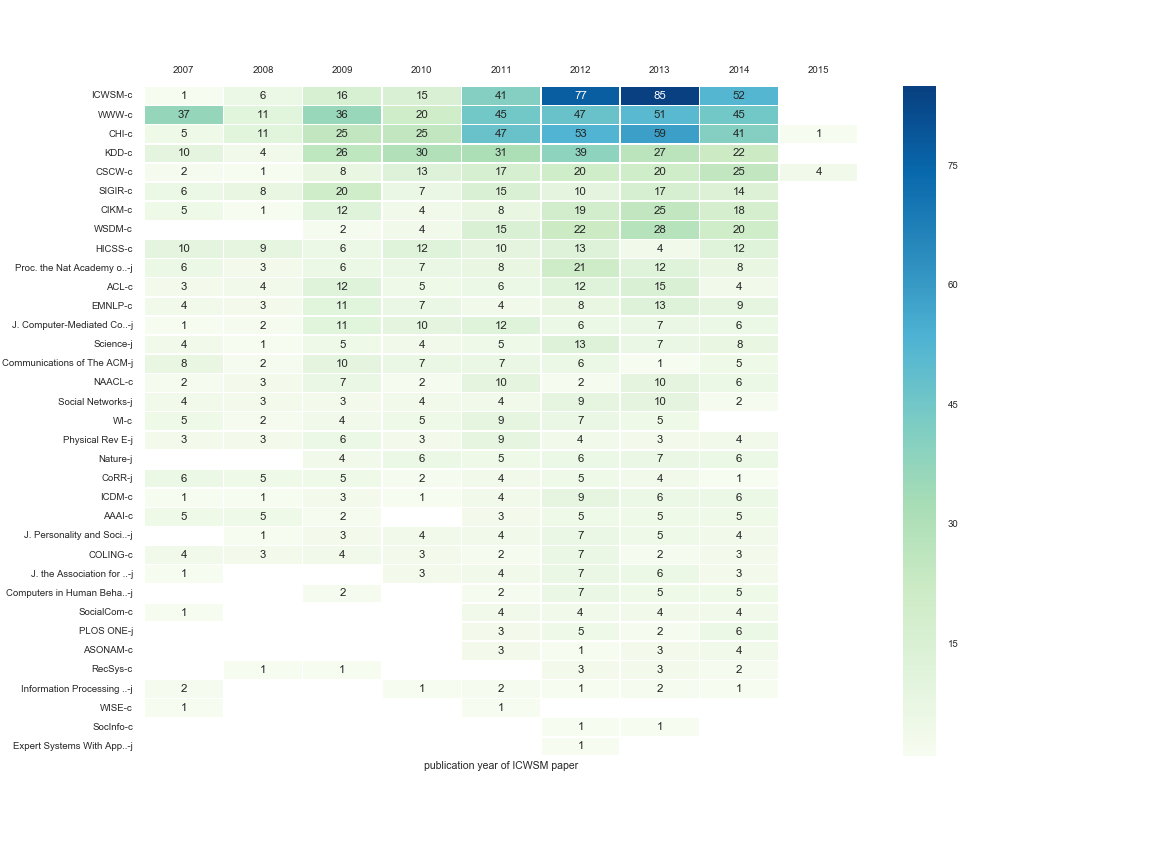 2007 2008 2009 2010 2011 2012 2013 2014 2015
ICWSM-c 1 6 16 15 41 77 85 52
WWW-c 37 11 36 20 45 47 51 45
CHI-c 5 11 25 25 47 53 59 41 1
KDD-c 10 4 26 30 31 39 27 22
CSCW-c 2 1 8 13 17 20 20 25 4
75
SIGIR-c 6 8 20 7 15 10 17 14
CIKM-c 5 1 12 4 8 19 25 18
WSDM-c 2 4 15 22 28 20
HICSS-c 10 9 6 12 10 13 4 12
Proc. the Nat Academy o..-j 6 3 6 7 8 21 12 8
ACL-c 3 4 12 5 6 12 15 4
60
EMNLP-c 4 3 11 7 4 8 13 9
J. Computer-Mediated Co..-j 1 2 11 10 12 6 7 6
Science-j 4 1 5 4 5 13 7 8
Communications of The ACM-j 8 2 10 7 7 6 1 5
NAACL-c 2 3 7 2 10 2 10 6
Social Networks-j 4 3 3 4 4 9 10 2
45
WI-c 5 2 4 5 9 7 5
Physical Rev E-j 3 3 6 3 9 4 3 4
Nature-j 4 6 5 6 7 6
CoRR-j 6 5 5 2 4 5 4 1
ICDM-c 1 1 3 1 4 9 6 6
AAAI-c 5 5 2 3 5 5 5
30
J. Personality and Soci..-j 1 3 4 4 7 5 4
COLING-c 4 3 4 3 2 7 2 3
J. the Association for ..-j 1 3 4 7 6 3
Computers in Human Beha..-j 2 2 7 5 5
SocialCom-c 1 4 4 4 4
PLOS ONE-j 3 5 2 6
15
ASONAM-c 3 1 3 4
RecSys-c 1 1 3 3 2
Information Processing ..-j 2 1 2 1 2 1
WISE-c 1 1
SocInfo-c 1 1
Expert Systems With App..-j 1
publication year of ICWSM paper